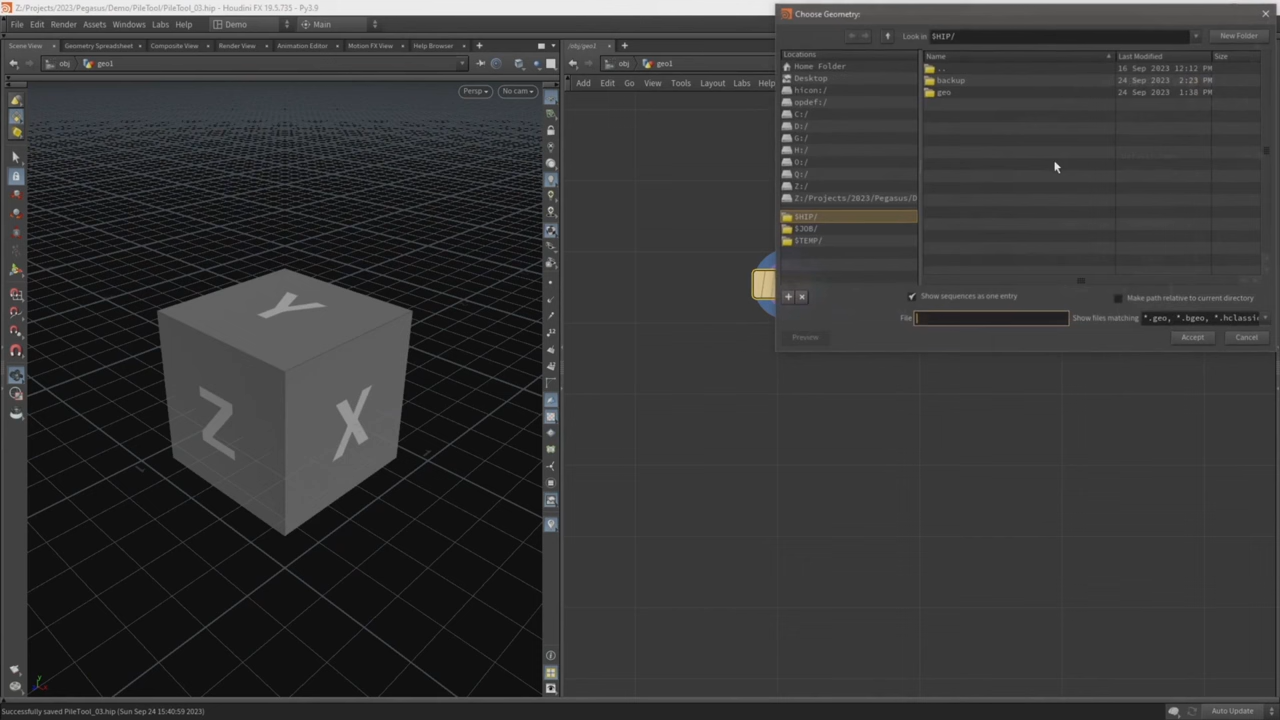 Z:/Projects/2023/Pegasus/Demo/PileTool/PileTool_03.hip - Houdini FX 19.5.735 - Py3.9
File Edit Render Assets Windows Labs Help Demo Main
Scene View Geometry Spreadsheet Composite View Render View Animation Editor Motion FX View Help Browser
obj geo1
Persp No cam
Y
Z X
/obj/geo1
obj geo1
Add Edit Go View Tools Layout Labs Help
Choose Geometry:
Look in $HIP/ New Folder
Locations
Home Folder
Desktop
hicon:/
opdef:/
C:/
D:/
G:/
H:/
O:/
Q:/
Z:/
Z:/Projects/2023/Pegasus/D
$HIP/
$JOB/
$TEMP/
Name Last Modified Size
.. 16 Sep 2023 12:12 PM
backup 24 Sep 2023 2:23 PM
geo 24 Sep 2023 1:38 PM
Show sequences as one entry Make path relative to current directory
File Show files matching *.geo, *.bgeo, *.hclassic
Preview Accept Cancel
Successfully saved PileTool_03.hip (Sun Sep 24 15:40:59 2023)
Auto Update